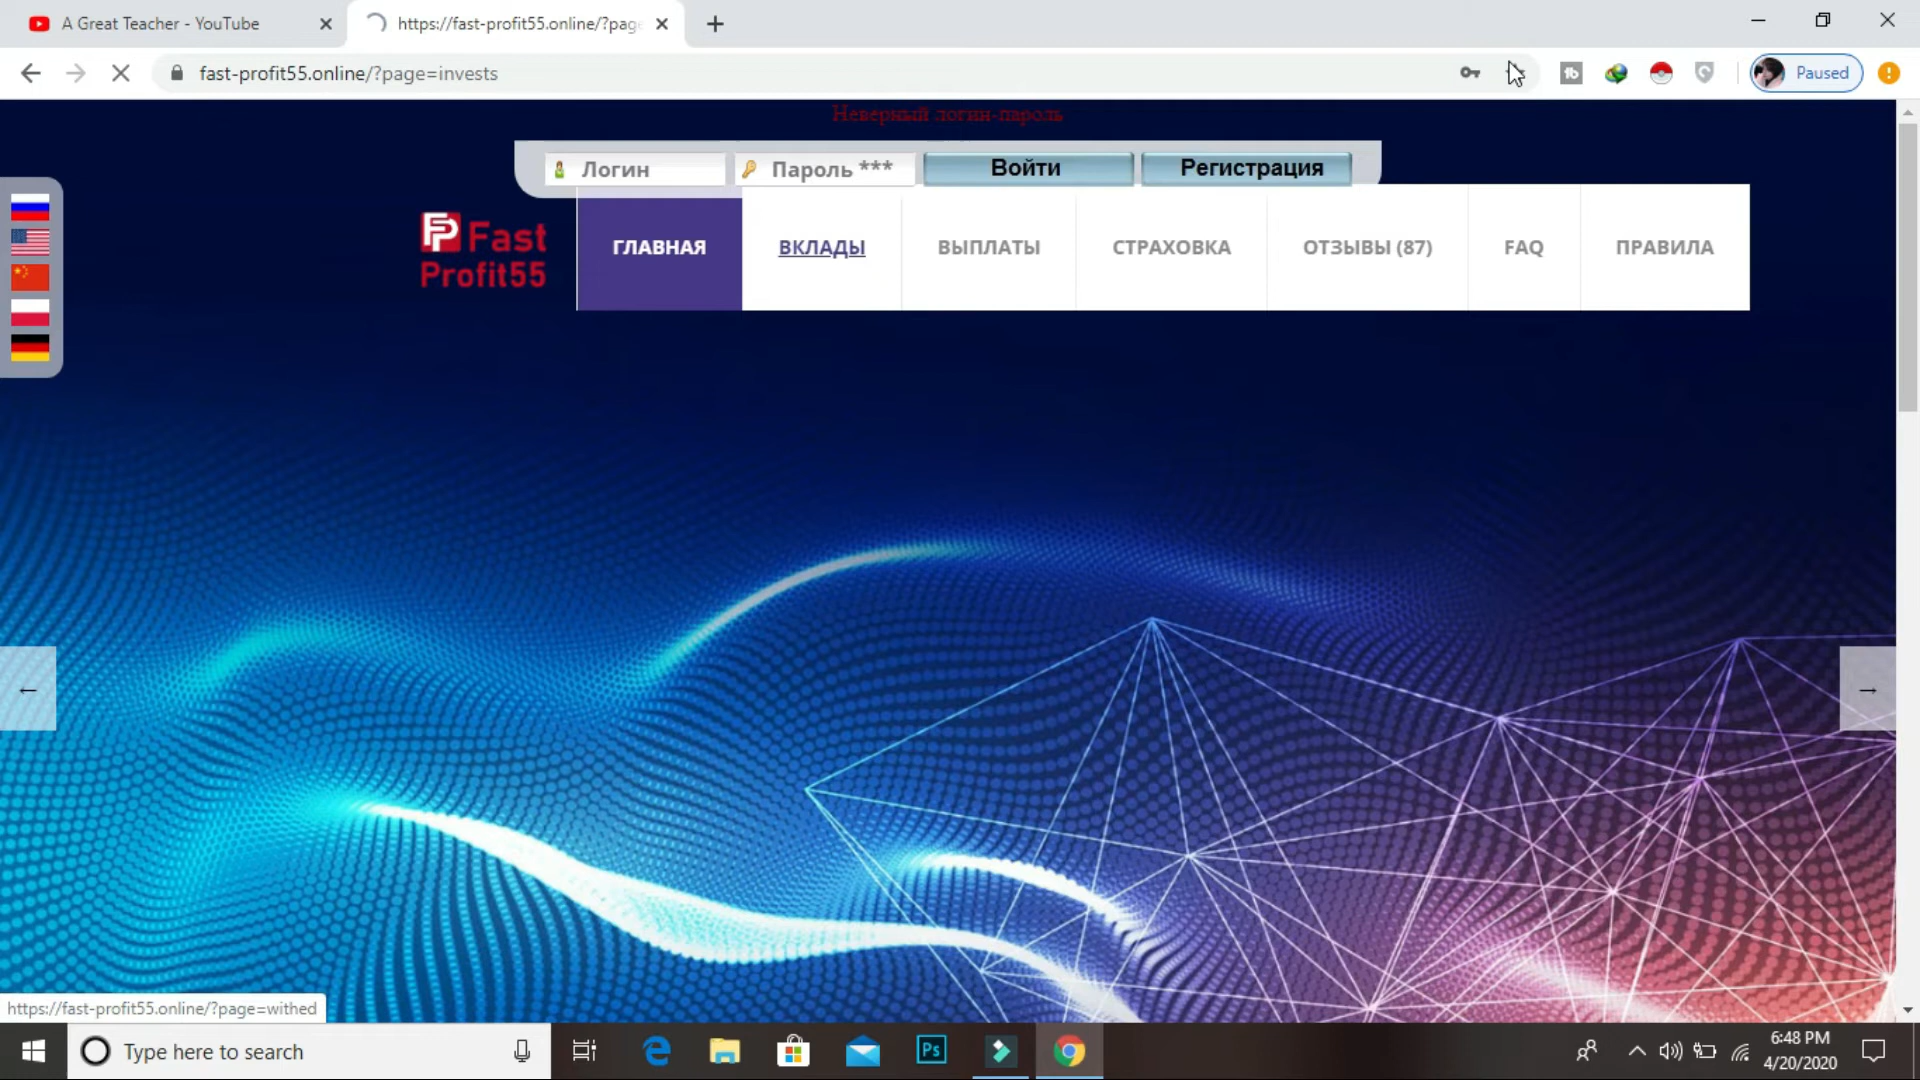 A Great Teacher - YouTube
https://fast-profit55.online/?page
fast-profit55.online/?page=invests
Paused
Неверный логин-пароль
Логин
Пароль ***
Войти
Регистрация
FP Fast
Profit55
ГЛАВНАЯ
ВКЛАДЫ
ВЫПЛАТЫ
СТРАХОВКА
ОТЗЫВЫ (87)
FAQ
ПРАВИЛА
←
→
https://fast-profit55.online/?page=withed
Type here to search
Ps
6:48 PM
4/20/2020